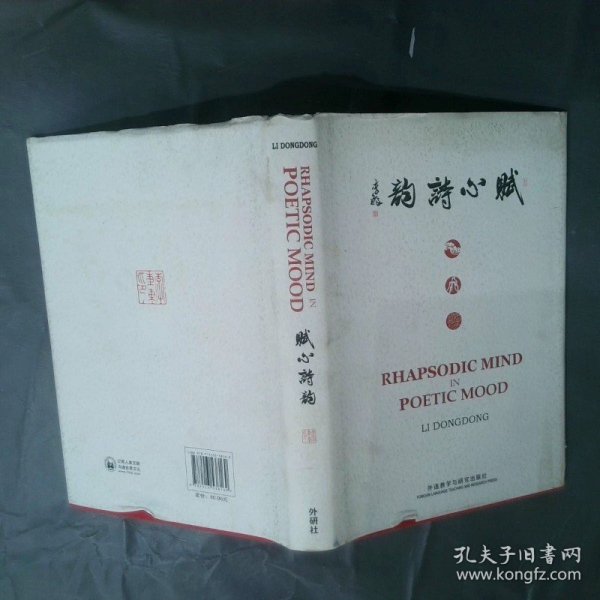 LI DONGDONG
RHAPSODIC MIND
IN
POETIC MOOD
賦心詩韵
外研社
賦心詩韵
RHAPSODIC MIND
IN
POETIC MOOD
LI DONGDONG
外语教学与研究出版社
FOREIGN LANGUAGE TEACHING AND RESEARCH PRESS
孔夫子旧书网
www.kongfz.com